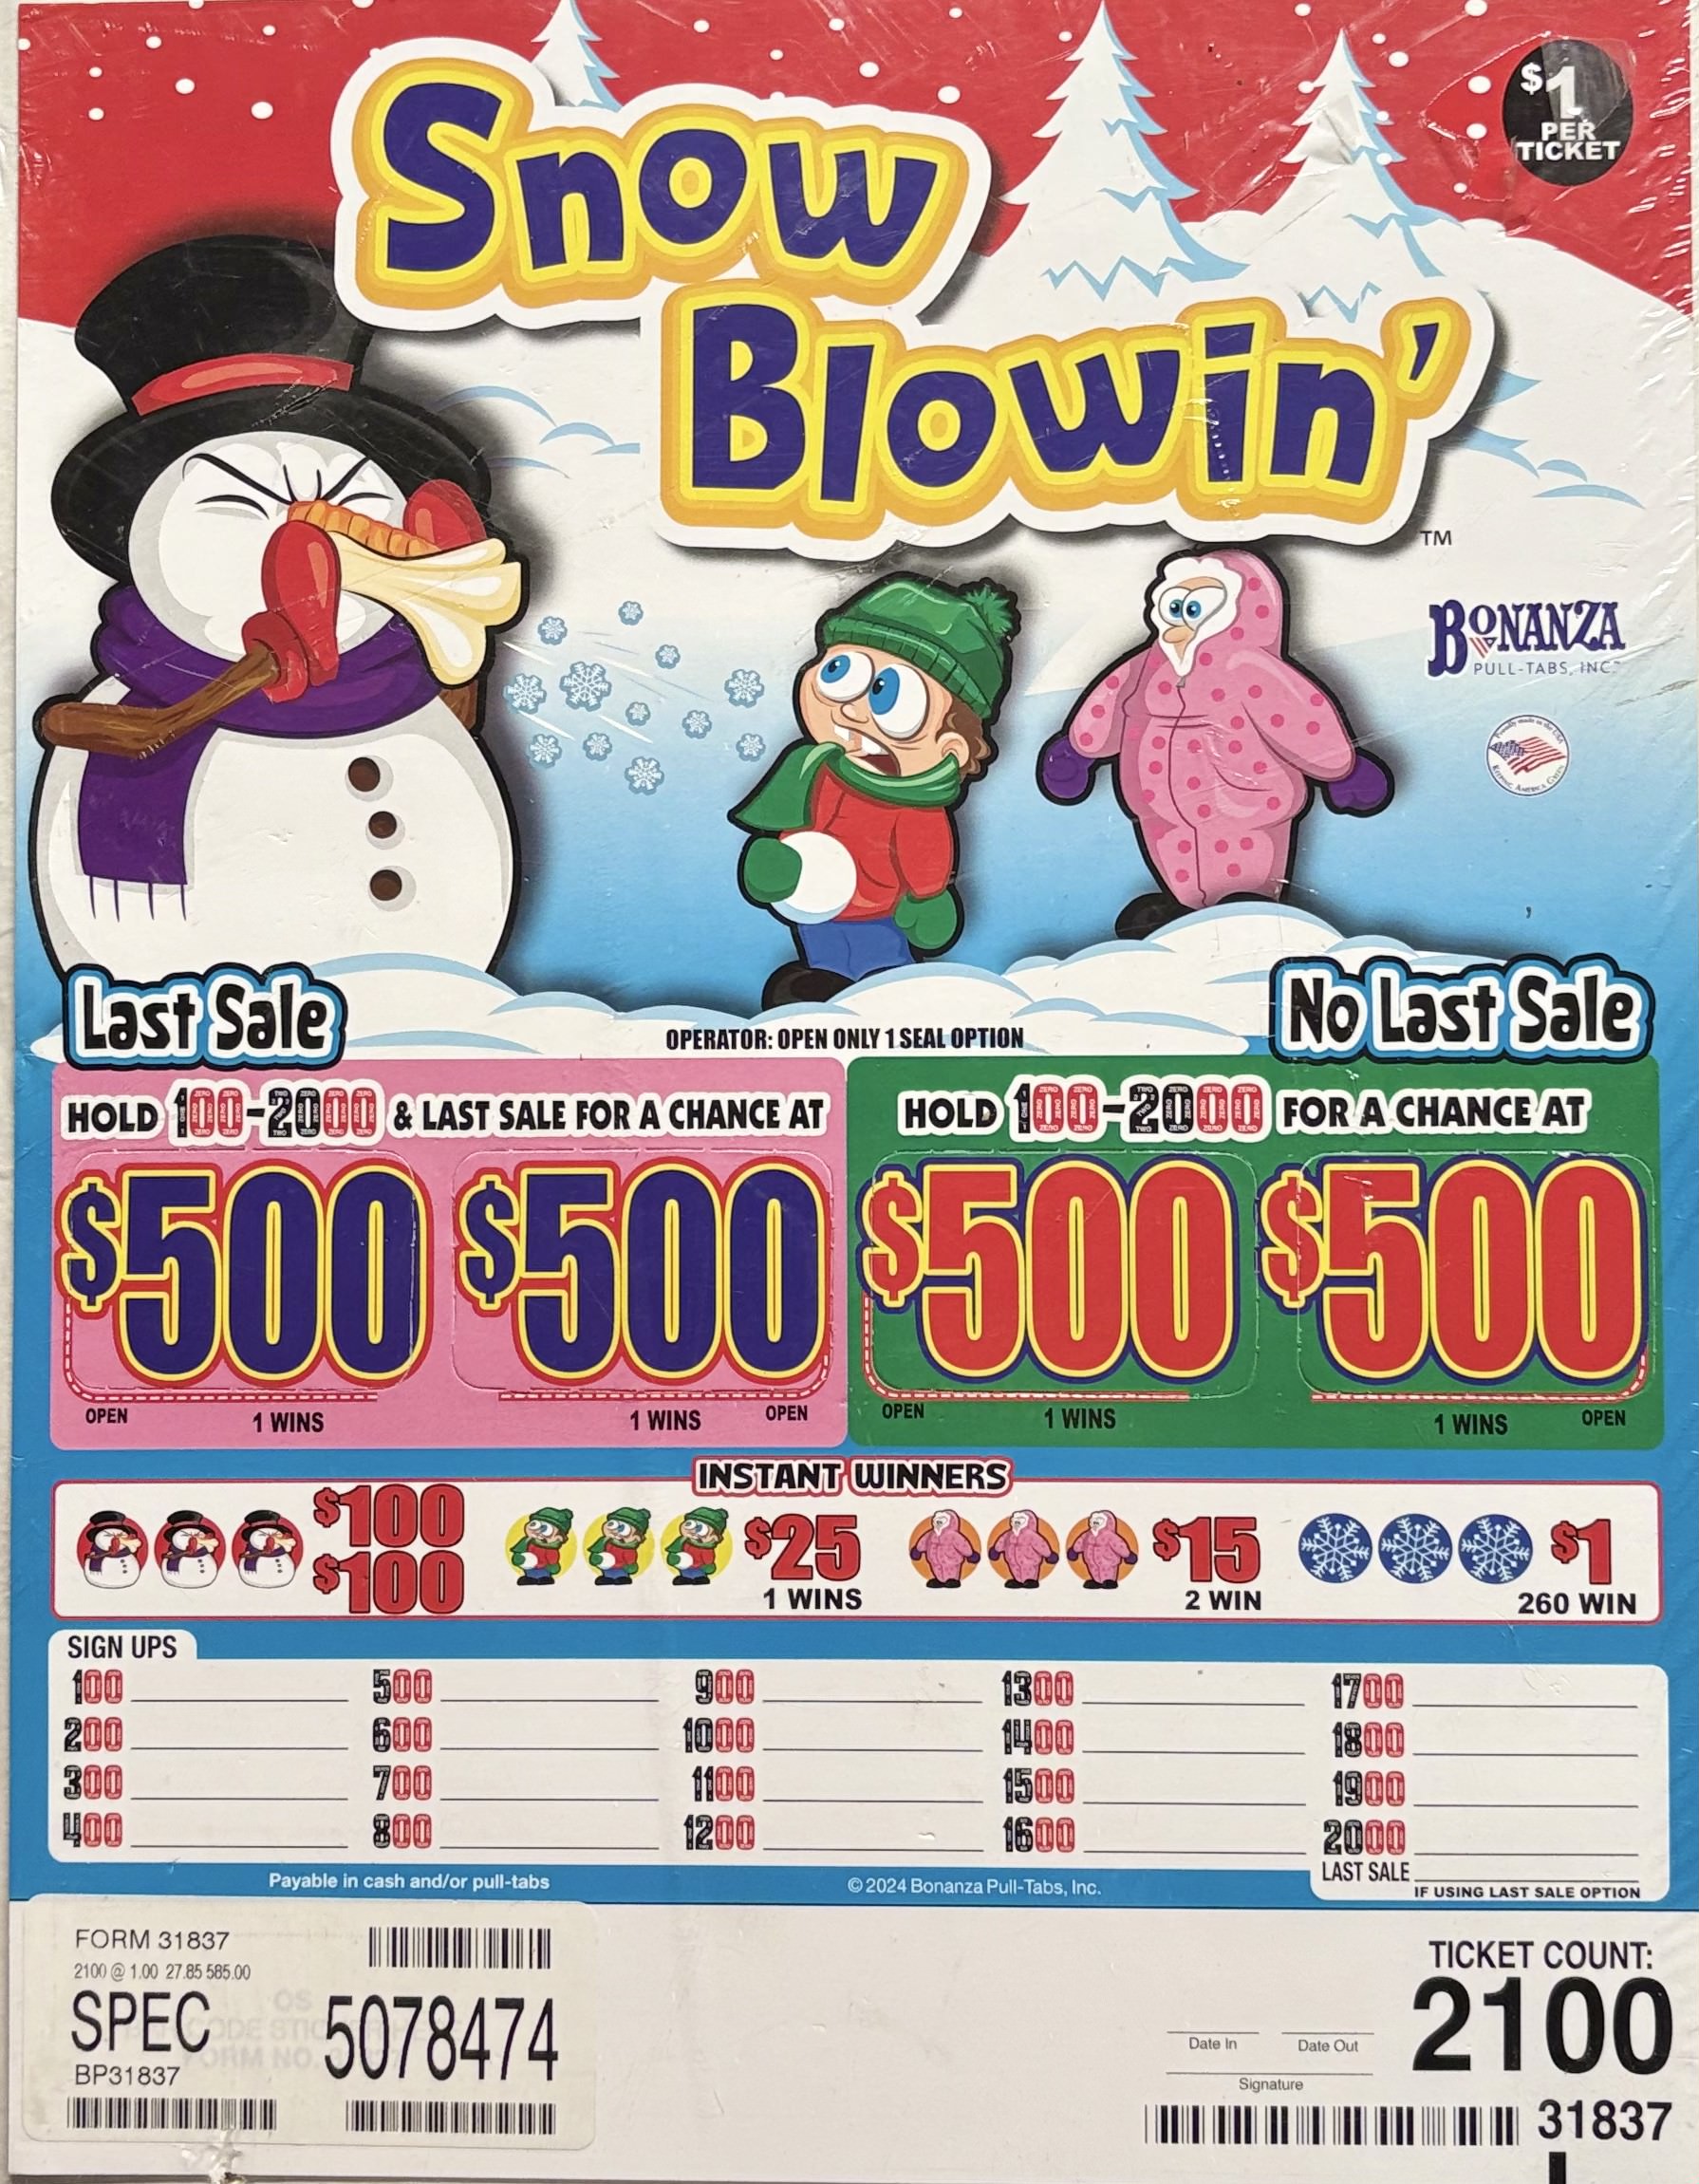 $1
PER
TICKET
Snow
Blowin'
TM
BONANZA
PULL-TABS, INC.
Last Sale
No Last Sale
OPERATOR: OPEN ONLY 1 SEAL OPTION
HOLD 100-2000 & LAST SALE FOR A CHANCE AT
HOLD 100-2000 FOR A CHANCE AT
$500 $500
$500 $500
OPEN 1 WINS 1 WINS OPEN
OPEN 1 WINS 1 WINS OPEN
INSTANT WINNERS
$100
$100
$25
1 WINS
$15
2 WIN
$1
260 WIN
SIGN UPS
100 500 900 1300 1700
200 600 1000 1400 1800
300 700 1100 1500 1900
400 800 1200 1600 2000
LAST SALE
IF USING LAST SALE OPTION
Payable in cash and/or pull-tabs
© 2024 Bonanza Pull-Tabs, Inc.
FORM 31837
2100 @ 1.00 27.85 585.00
SPEC 5078474
BP31837
TICKET COUNT:
2100
Date In Date Out
Signature
31837